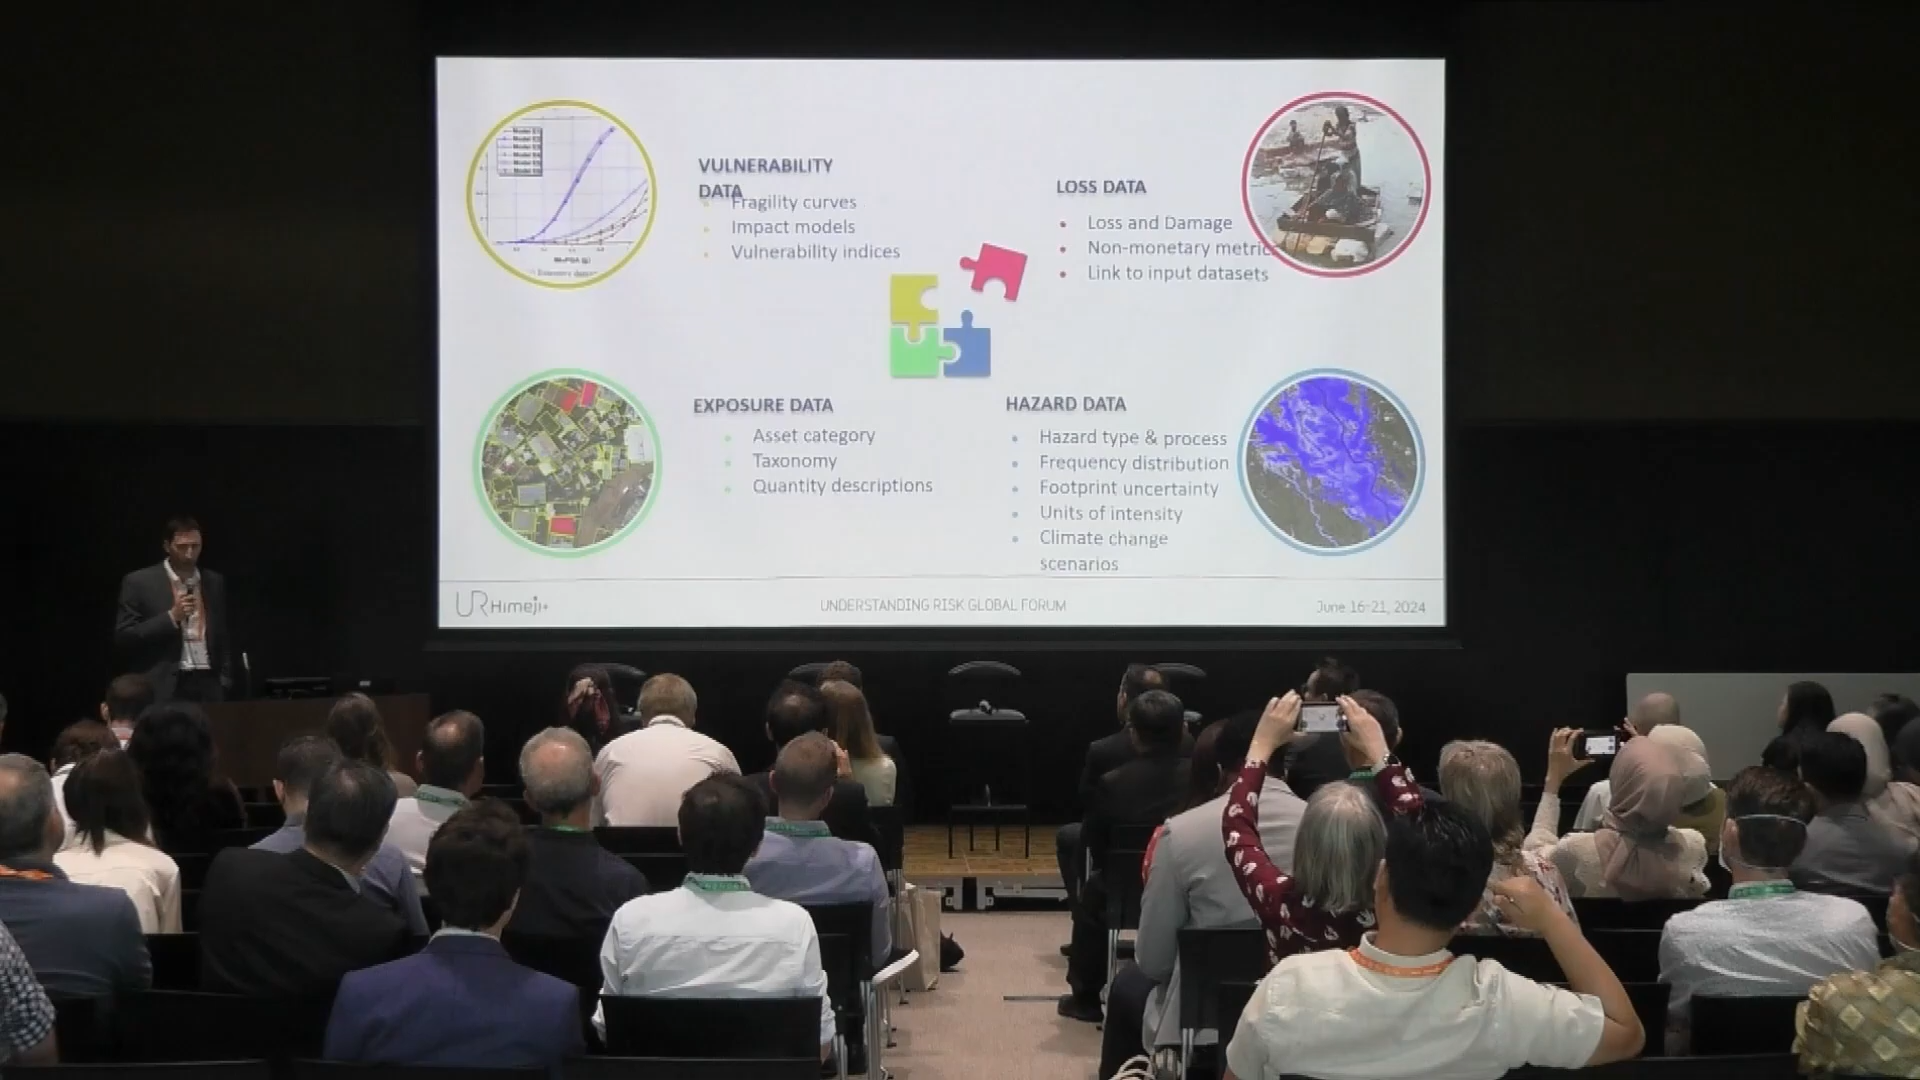 VULNERABILITY
DATA
Fragility curves
Impact models
Vulnerability indices
LOSS DATA
Loss and Damage
Non-monetary metric
Link to input datasets
EXPOSURE DATA
Asset category
Taxonomy
Quantity descriptions
HAZARD DATA
Hazard type & process
Frequency distribution
Footprint uncertainty
Units of intensity
Climate change
scenarios
URHimeji
UNDERSTANDING RISK GLOBAL FORUM
June 16-21, 2024